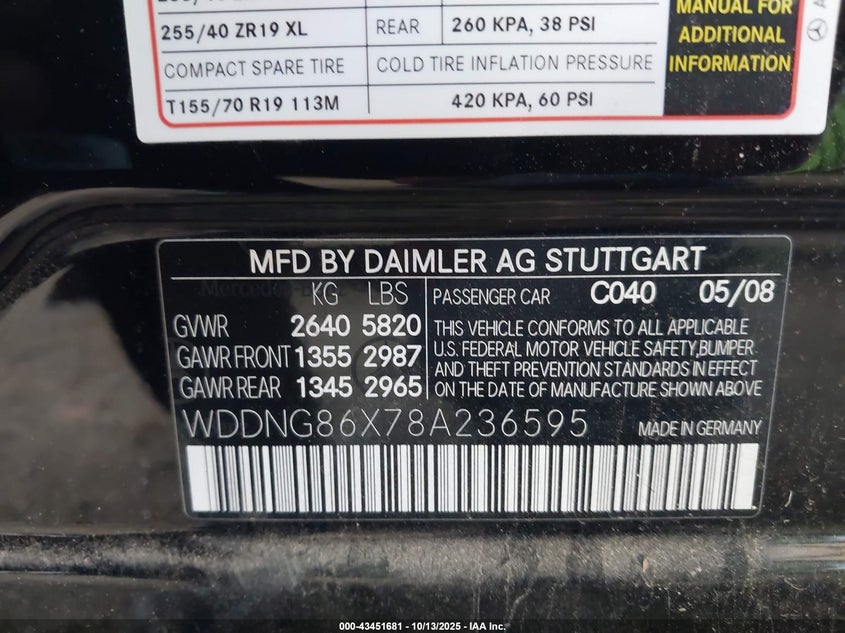 255/40 ZR19 XL REAR 260 KPA, 38 PSI
COMPACT SPARE TIRE COLD TIRE INFLATION PRESSURE
T155/70 R19 113M 420 KPA, 60 PSI
MANUAL FOR
ADDITIONAL
INFORMATION
MFD BY DAIMLER AG STUTTGART
KG LBS
GVWR 2640 5820
GAWR FRONT 1355 2987
GAWR REAR 1345 2965
PASSENGER CAR C040 05/08
THIS VEHICLE CONFORMS TO ALL APPLICABLE
U.S. FEDERAL MOTOR VEHICLE SAFETY,BUMPER
AND THEFT PREVENTION STANDARDS IN EFFECT
ON THE DATE OF MANUFACTURE SHOWN ABOVE
WDDNG86X78A236595 MADE IN GERMANY
000-43451681 - 10/13/2025 - IAA Inc.